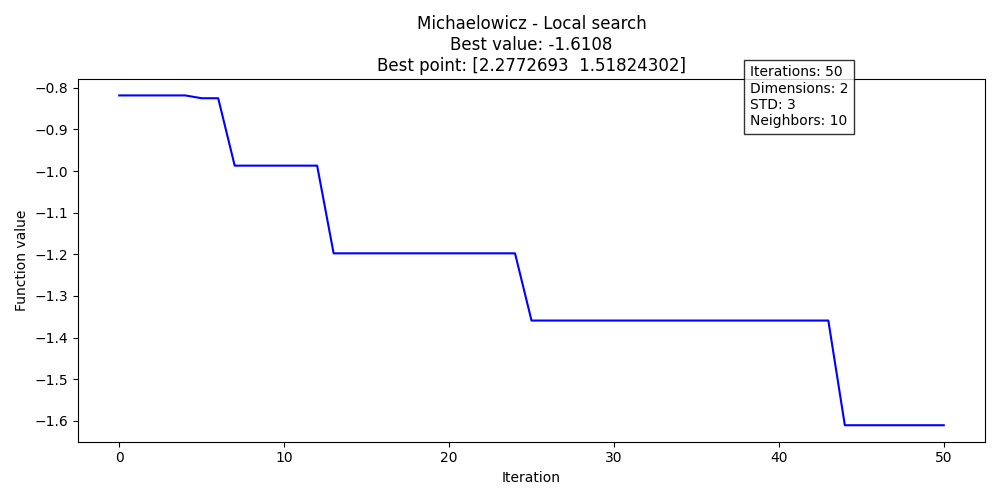 Michaelowicz - Local search
Best value: -1.6108
Best point: [2.2772693  1.51824302]
Iterations: 50
Dimensions: 2
STD: 3
Neighbors: 10
Function value
−0.8
−0.9
−1.0
−1.1
−1.2
−1.3
−1.4
−1.5
−1.6
0 10 20 30 40 50
Iteration